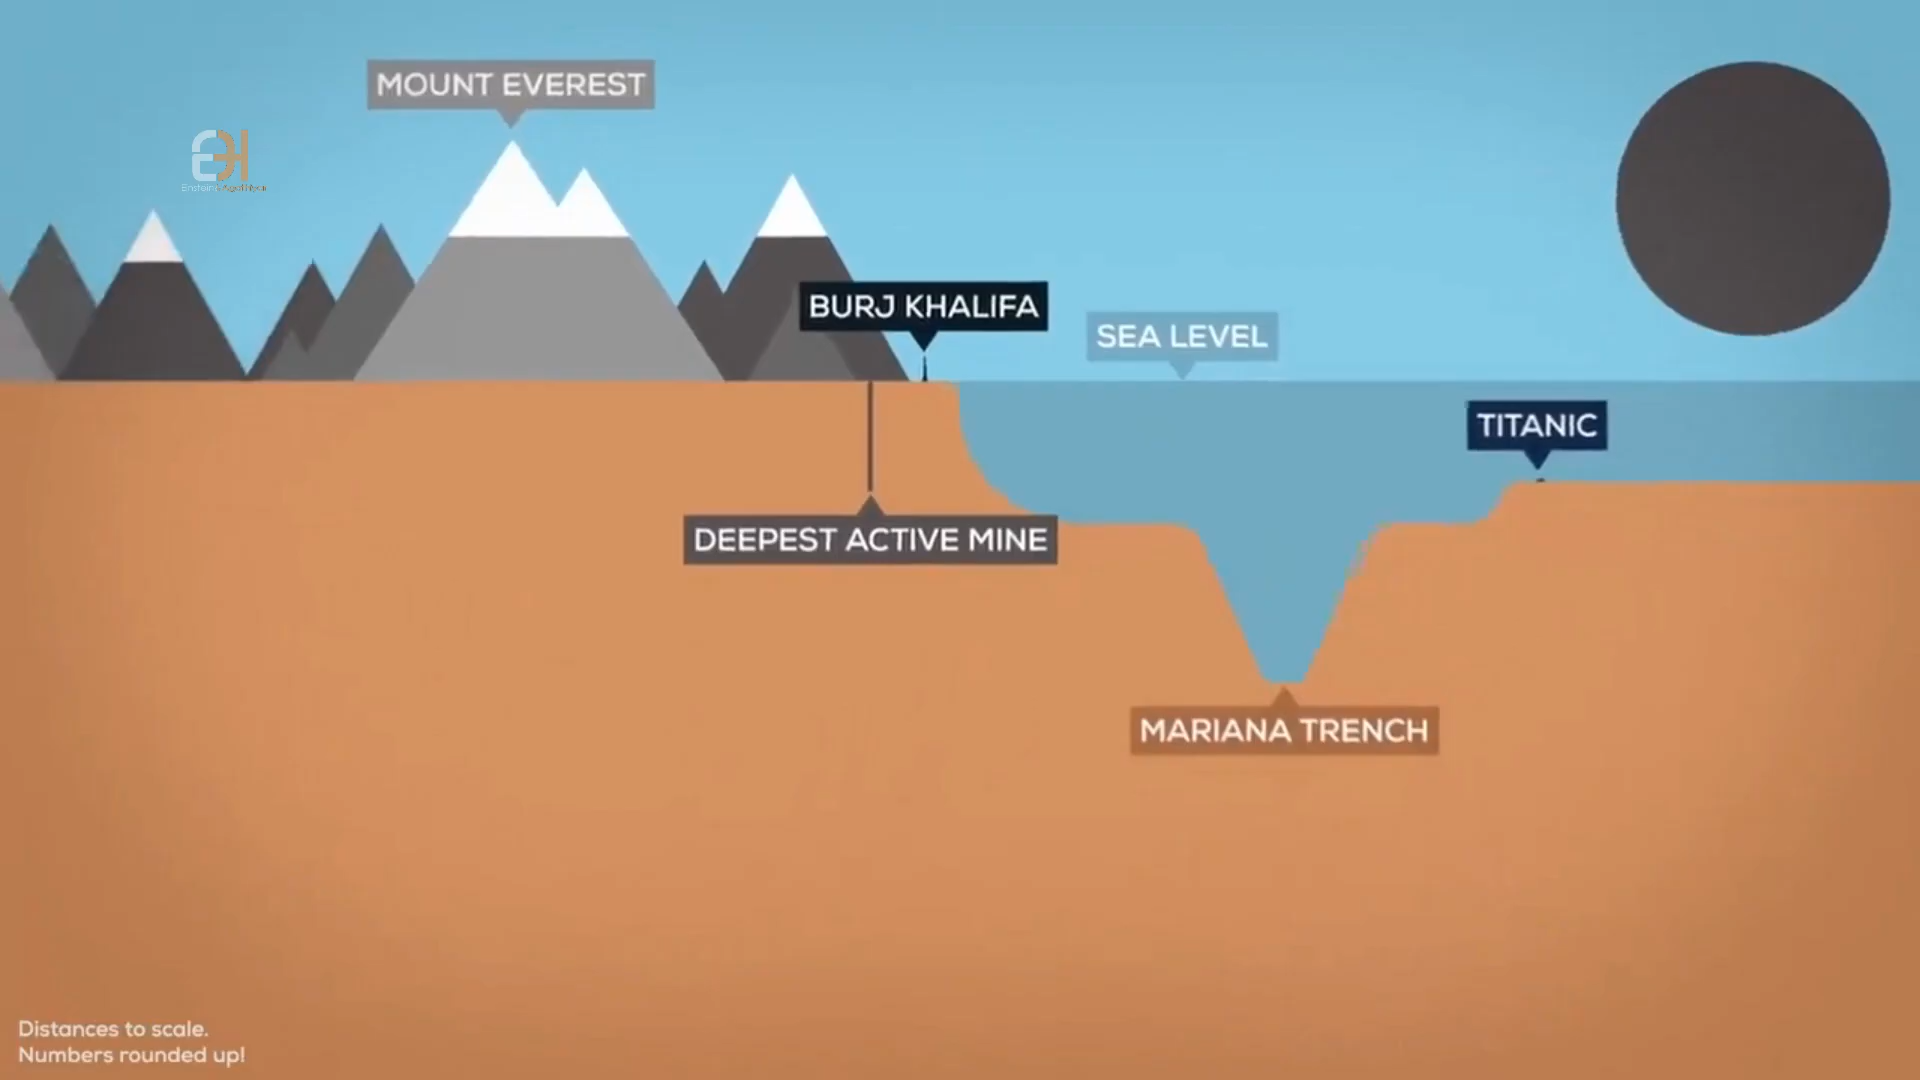 MOUNT EVEREST
BURJ KHALIFA
SEA LEVEL
TITANIC
DEEPEST ACTIVE MINE
MARIANA TRENCH
Distances to scale.
Numbers rounded up!